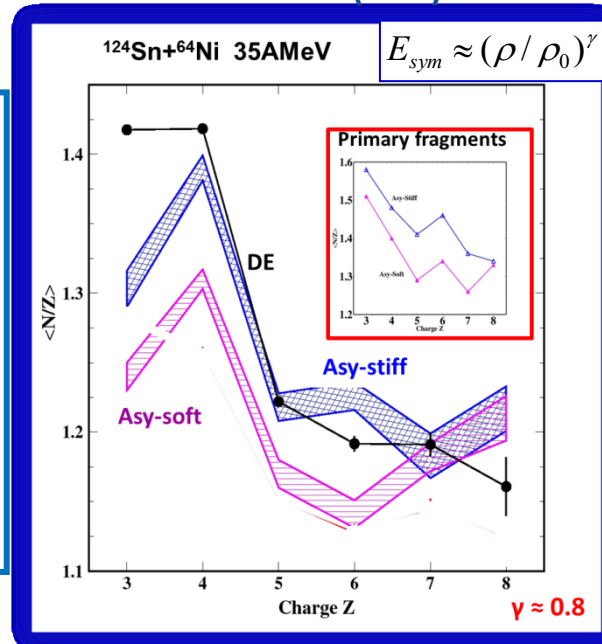 ¹²⁴Sn+⁶⁴Ni 35AMeV
E_sym ≈ (ρ / ρ₀)^γ
Primary fragments
1.6
1.5
1.4
1.3
1.2
<N/Z>
Asy-Stiff
Asy-Soft
3 4 5 6 7 8
Charge Z
1.4
1.3
1.2
1.1
<N/Z>
DE
Asy-stiff
Asy-soft
3 4 5 6 7 8
Charge Z
γ ≈ 0.8